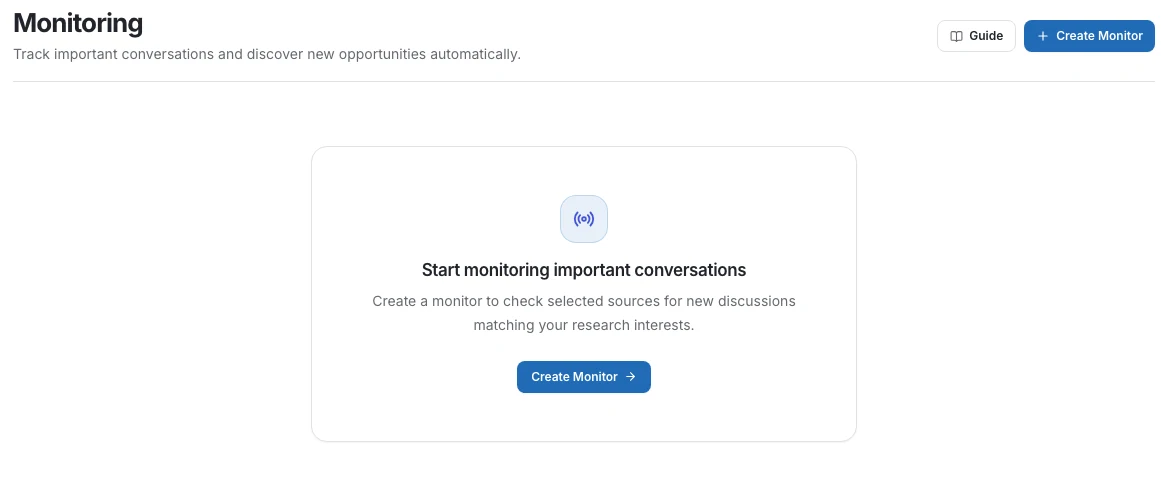 Monitoring
Track important conversations and discover new opportunities automatically.
Guide
Create Monitor
Start monitoring important conversations
Create a monitor to check selected sources for new discussions
matching your research interests.
Create Monitor